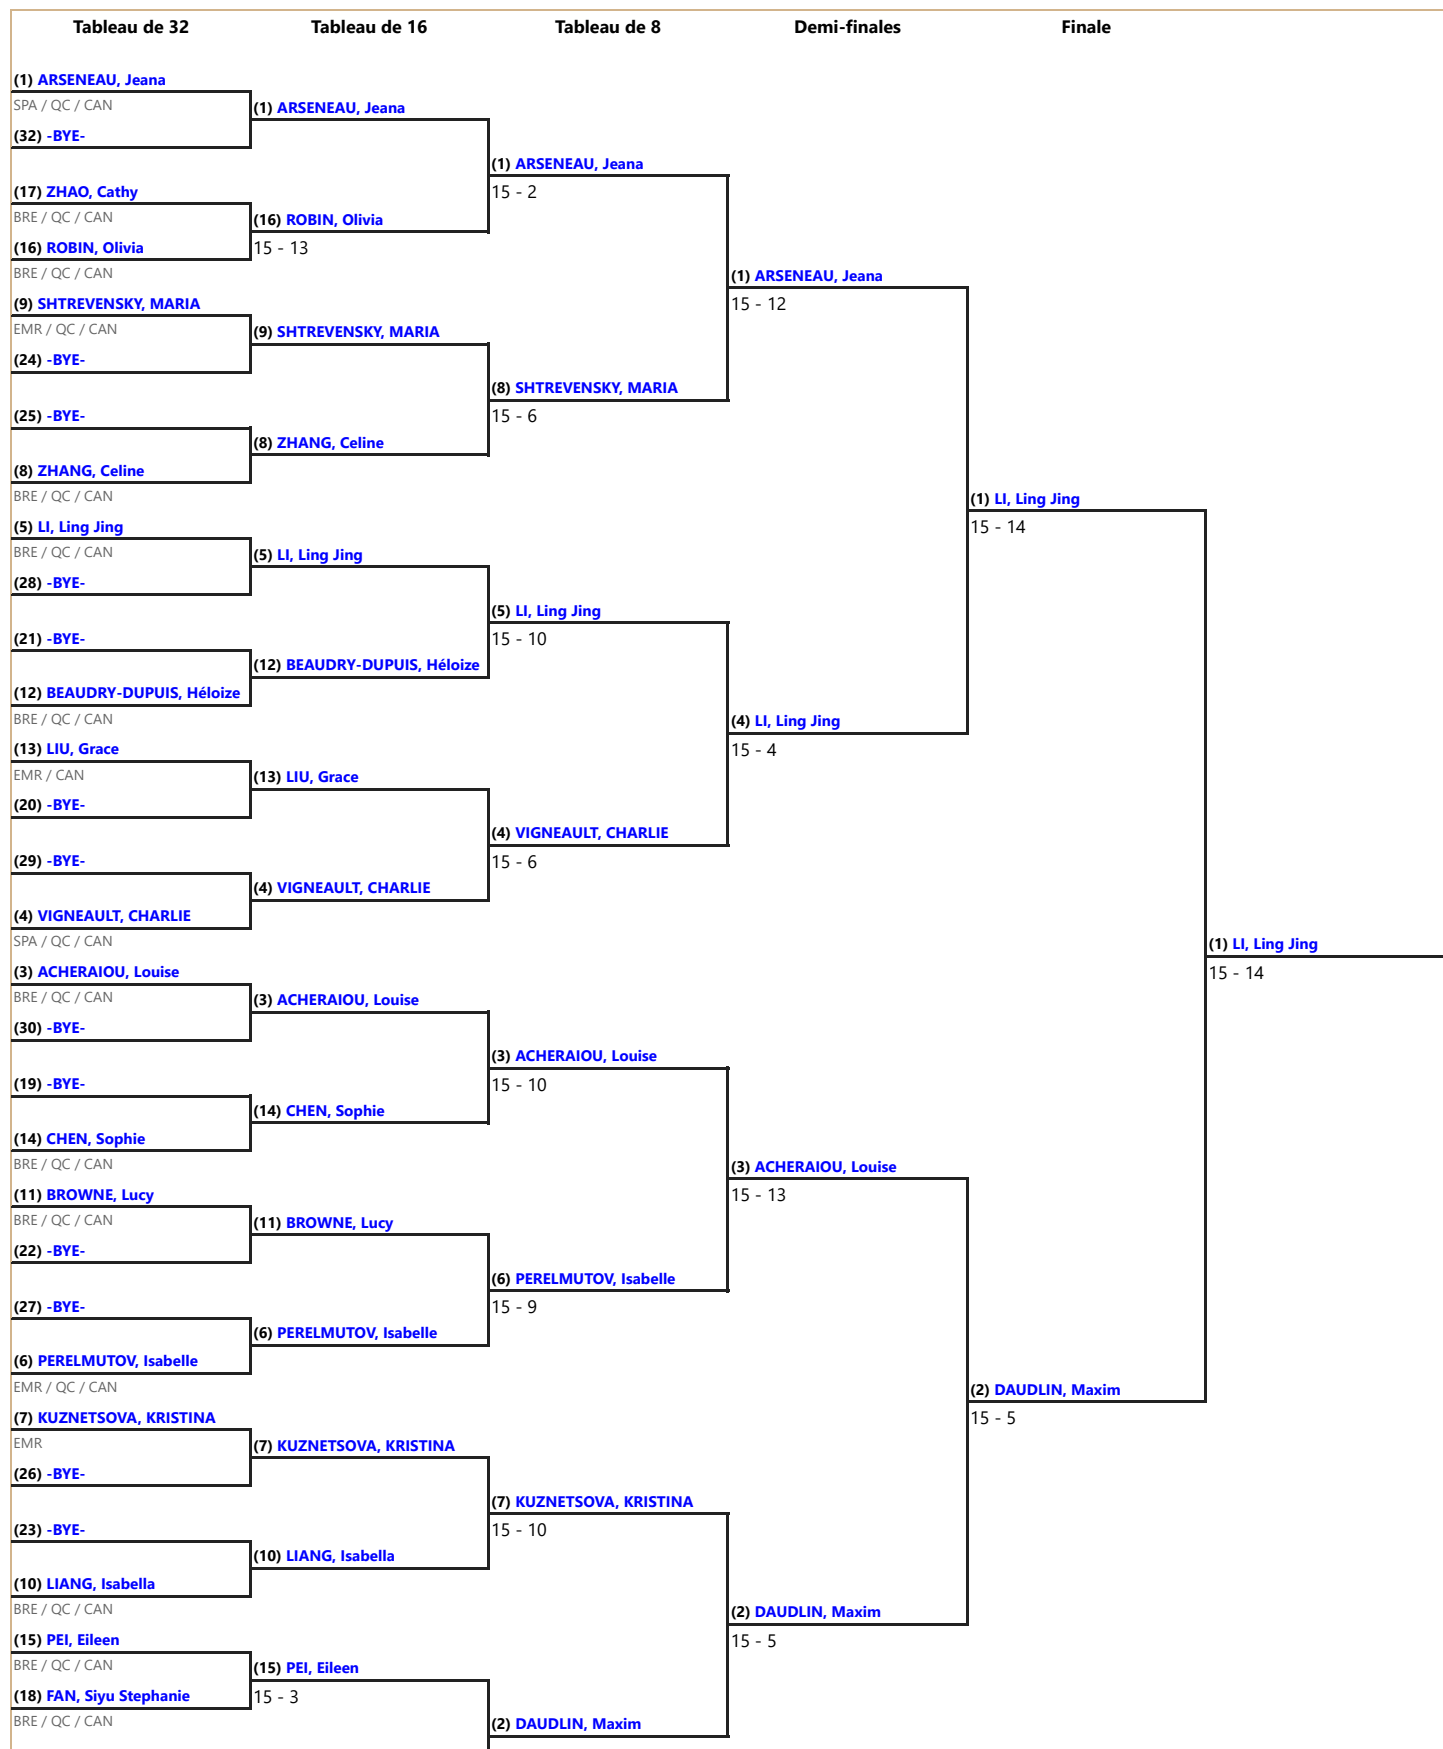 Tableau de 32
Tableau de 16
Tableau de 8
Demi-finales
Finale
(1) ARSENEAU, Jeana
SPA / QC / CAN
(32) -BYE-
(17) ZHAO, Cathy
BRE / QC / CAN
(16) ROBIN, Olivia
BRE / QC / CAN
(9) SHTREVENSKY, MARIA
EMR / QC / CAN
(24) -BYE-
(25) -BYE-
(8) ZHANG, Celine
BRE / QC / CAN
(5) LI, Ling Jing
BRE / QC / CAN
(28) -BYE-
(21) -BYE-
(12) BEAUDRY-DUPUIS, Héloize
BRE / QC / CAN
(13) LIU, Grace
EMR / CAN
(20) -BYE-
(29) -BYE-
(4) VIGNEAULT, CHARLIE
SPA / QC / CAN
(3) ACHERAIOU, Louise
BRE / QC / CAN
(30) -BYE-
(19) -BYE-
(14) CHEN, Sophie
BRE / QC / CAN
(11) BROWNE, Lucy
BRE / QC / CAN
(22) -BYE-
(27) -BYE-
(6) PERELMUTOV, Isabelle
EMR / QC / CAN
(7) KUZNETSOVA, KRISTINA
EMR
(26) -BYE-
(23) -BYE-
(10) LIANG, Isabella
BRE / QC / CAN
(15) PEI, Eileen
BRE / QC / CAN
(18) FAN, Siyu Stephanie
BRE / QC / CAN
(1) ARSENEAU, Jeana
(16) ROBIN, Olivia
15 - 13
(9) SHTREVENSKY, MARIA
(8) ZHANG, Celine
(5) LI, Ling Jing
(12) BEAUDRY-DUPUIS, Héloize
(13) LIU, Grace
(4) VIGNEAULT, CHARLIE
(3) ACHERAIOU, Louise
(14) CHEN, Sophie
(11) BROWNE, Lucy
(6) PERELMUTOV, Isabelle
(7) KUZNETSOVA, KRISTINA
(10) LIANG, Isabella
(15) PEI, Eileen
15 - 3
(1) ARSENEAU, Jeana
15 - 2
(8) SHTREVENSKY, MARIA
15 - 6
(5) LI, Ling Jing
15 - 10
(4) VIGNEAULT, CHARLIE
15 - 6
(3) ACHERAIOU, Louise
15 - 10
(6) PERELMUTOV, Isabelle
15 - 9
(7) KUZNETSOVA, KRISTINA
15 - 10
(2) DAUDLIN, Maxim
(1) ARSENEAU, Jeana
15 - 12
(4) LI, Ling Jing
15 - 4
(3) ACHERAIOU, Louise
15 - 13
(2) DAUDLIN, Maxim
15 - 5
(1) LI, Ling Jing
15 - 14
(2) DAUDLIN, Maxim
15 - 5
(1) LI, Ling Jing
15 - 14